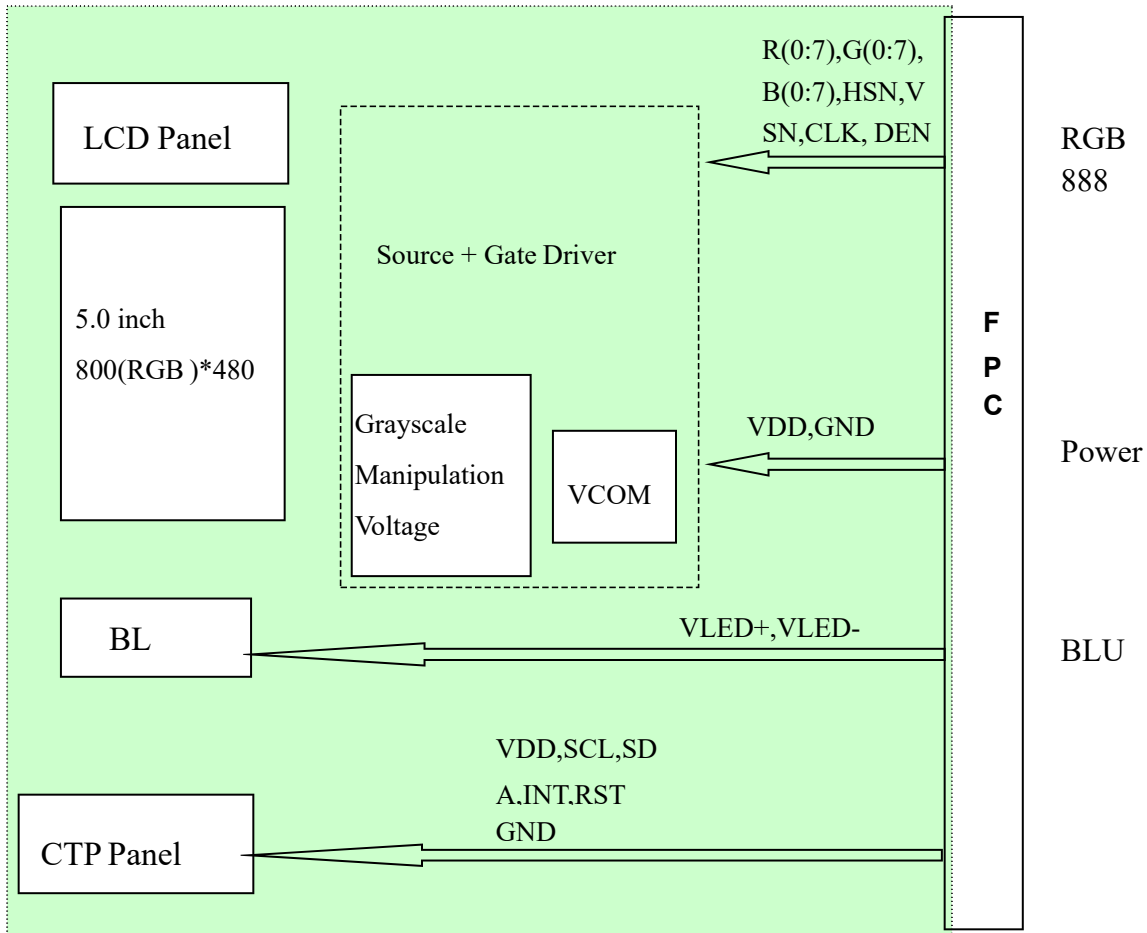 R(0:7),G(0:7),
B(0:7),HSN,V
SN,CLK, DEN
RGB
888
LCD Panel
Source + Gate Driver
5.0 inch
800(RGB )*480
F
P
C
Grayscale
Manipulation
Voltage
VCOM
VDD,GND
Power
BL
VLED+,VLED-
BLU
VDD,SCL,SD
A,INT,RST
GND
CTP Panel